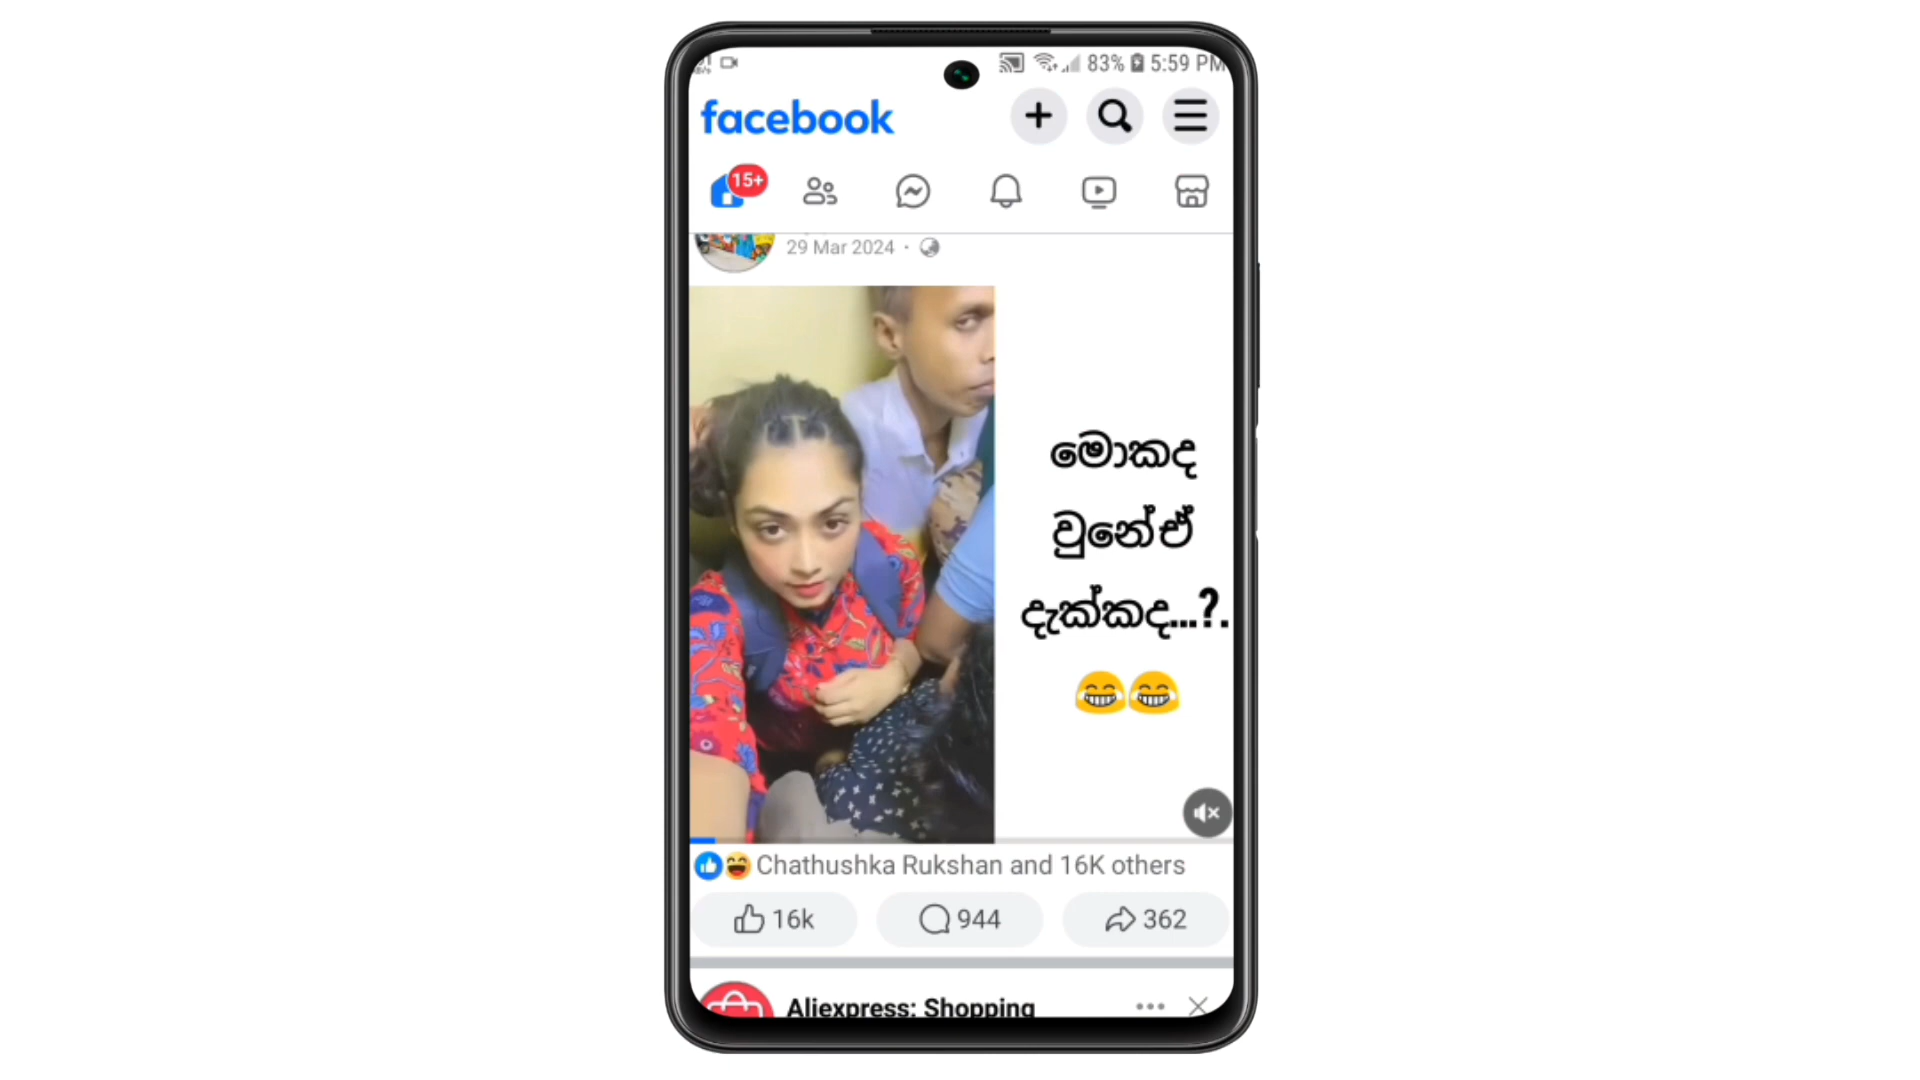 83% 5:59 PM
facebook
15+
29 Mar 2024 ·
මොකද
වුනේඒ
දැක්කද...?.
😂😂
Chathushka Rukshan and 16K others
16k 944 362
Aliexpress: Shopping